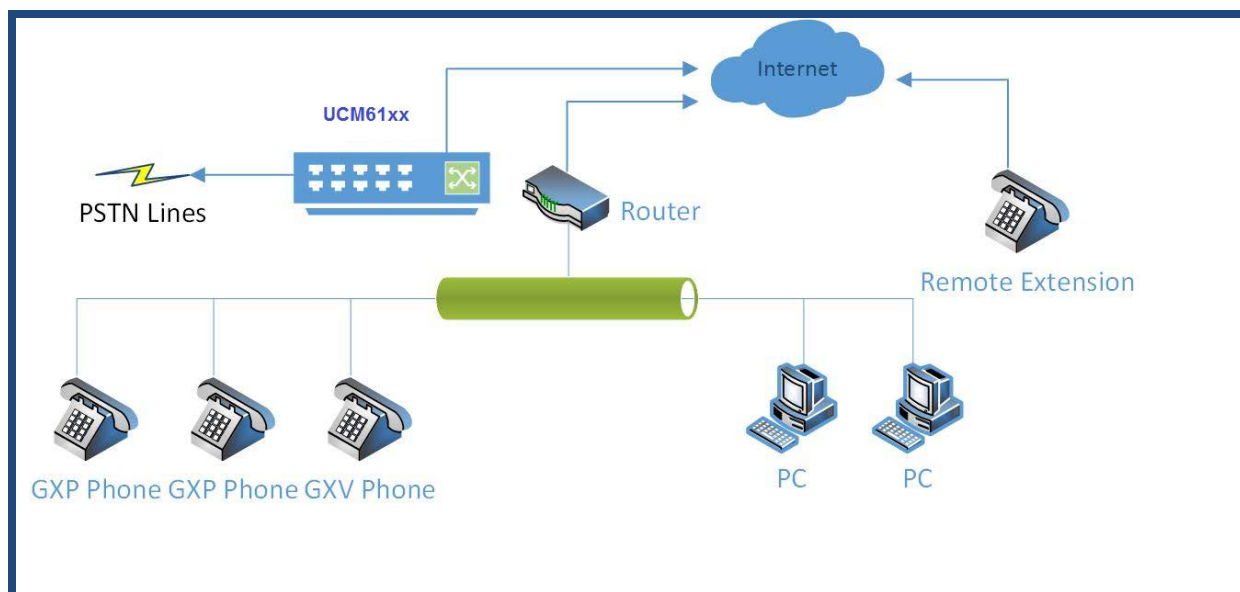 Internet
UCM61xx
PSTN Lines
Router
Remote Extension
GXP Phone GXP Phone GXV Phone
PC PC